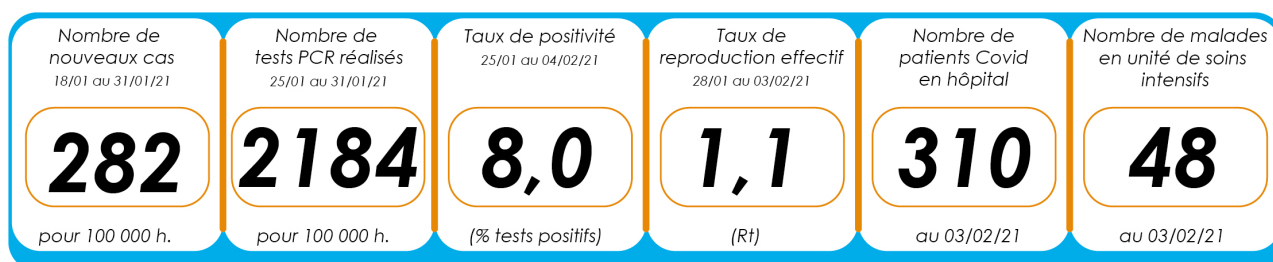 Nombre de
nouveaux cas
18/01 au 31/01/21
282
pour 100 000 h.
Nombre de
tests PCR réalisés
25/01 au 31/01/21
2184
pour 100 000 h.
Taux de positivité
25/01 au 04/02/21
8,0
(% tests positifs)
Taux de
reproduction effectif
28/01 au 03/02/21
1,1
(Rt)
Nombre de
patients Covid
en hôpital
310
au 03/02/21
Nombre de malades
en unité de soins
intensifs
48
au 03/02/21